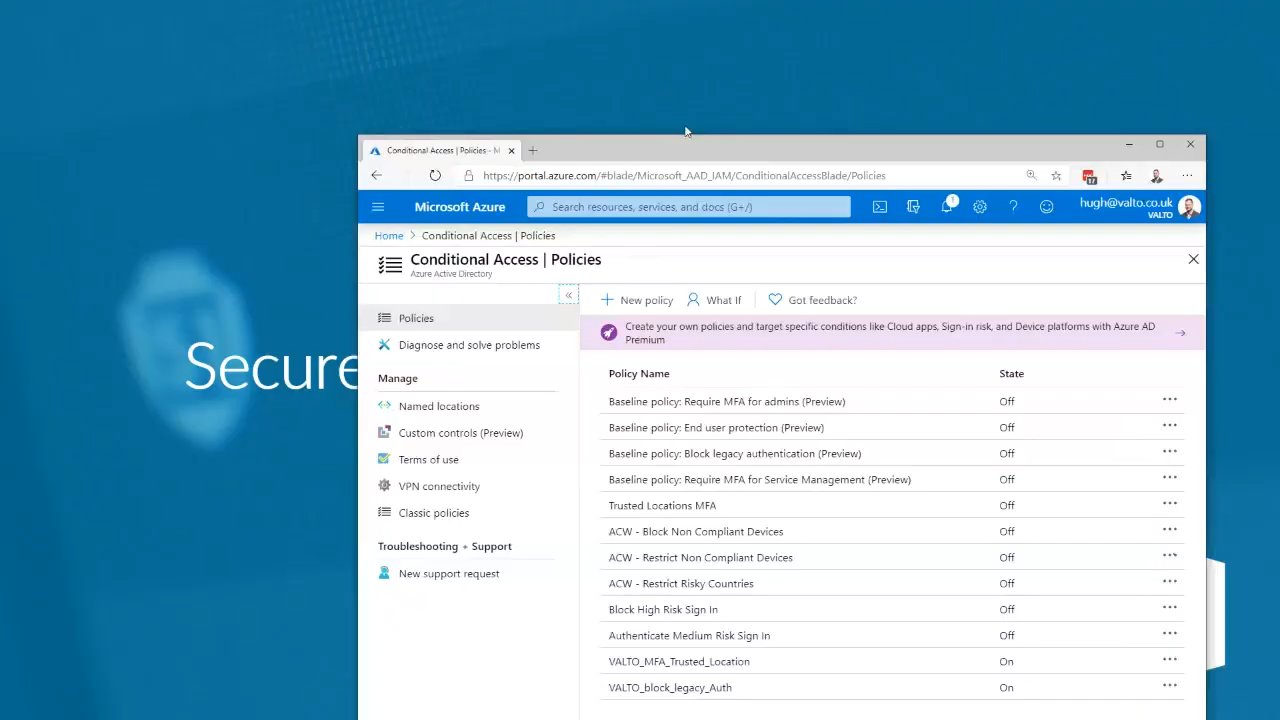 Conditional Access | Policies - M
https://portal.azure.com/#blade/Microsoft_AAD_IAM/ConditionalAccessBlade/Policies
17
Microsoft Azure
Search resources, services, and docs (G+/)
1
hugh@valto.co.uk
VALTO
Home > Conditional Access | Policies
Conditional Access | Policies
Azure Active Directory
Policies
Diagnose and solve problems
Manage
Named locations
Custom controls (Preview)
Terms of use
VPN connectivity
Classic policies
Troubleshooting + Support
New support request
New policy
What If
Got feedback?
Create your own policies and target specific conditions like Cloud apps, Sign-in risk, and Device platforms with Azure AD
Premium
Policy Name State
Baseline policy: Require MFA for admins (Preview) Off
Baseline policy: End user protection (Preview) Off
Baseline policy: Block legacy authentication (Preview) Off
Baseline policy: Require MFA for Service Management (Preview) Off
Trusted Locations MFA Off
ACW - Block Non Compliant Devices Off
ACW - Restrict Non Compliant Devices Off
ACW - Restrict Risky Countries Off
Block High Risk Sign In Off
Authenticate Medium Risk Sign In Off
VALTO_MFA_Trusted_Location On
VALTO_block_legacy_Auth On
Secure